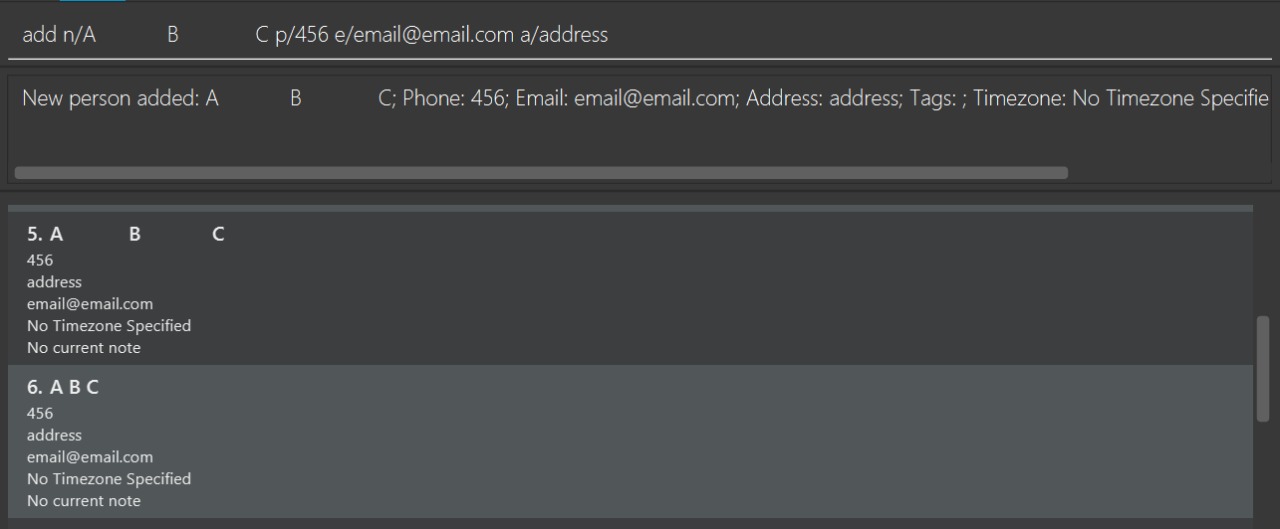 add n/A            B            C p/456 e/email@email.com a/address
New person added: A            B            C; Phone: 456; Email: email@email.com; Address: address; Tags: ; Timezone: No Timezone Specifie
5. A            B            C
456
address
email@email.com
No Timezone Specified
No current note
6. A B C
456
address
email@email.com
No Timezone Specified
No current note